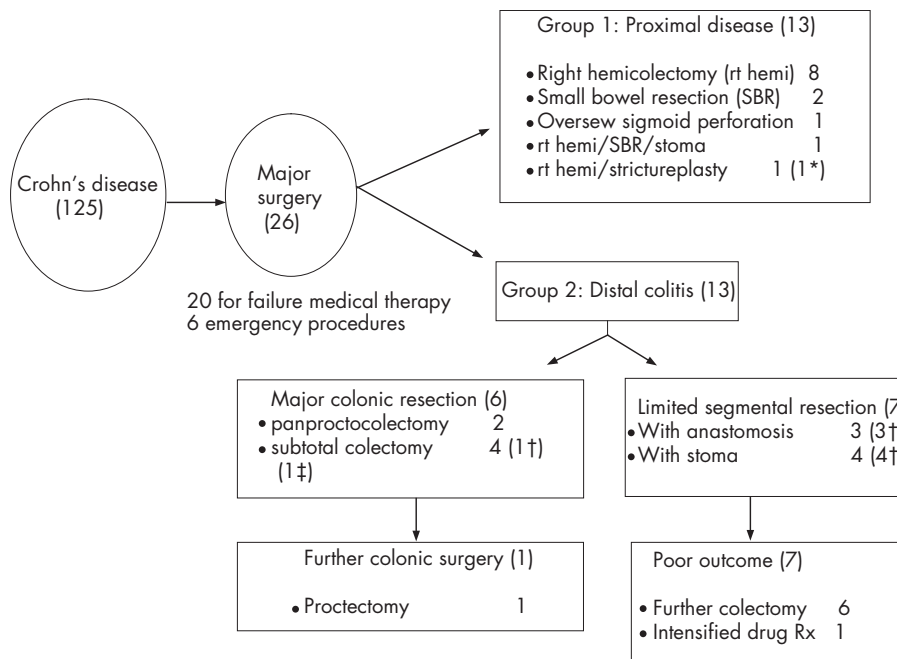 Crohn's disease
(125)
Major
surgery
(26)
20 for failure medical therapy
6 emergency procedures
Group 1: Proximal disease (13)
• Right hemicolectomy (rt hemi) 8
• Small bowel resection (SBR) 2
• Oversew sigmoid perforation 1
• rt hemi/SBR/stoma 1
• rt hemi/strictureplasty 1 (1*)
Group 2: Distal colitis (13)
Major colonic resection (6)
• panproctocolectomy 2
• subtotal colectomy 4 (1†)
(1‡)
Further colonic surgery (1)
• Proctectomy 1
Limited segmental resection (7
• With anastomosis 3 (3†
• With stoma 4 (4†
Poor outcome (7)
• Further colectomy 6
• Intensified drug Rx 1